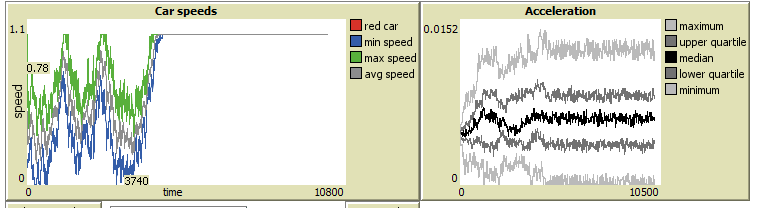 Car speeds
1.1
0.78
speed
0
3740
0
time
10800
red car
min speed
max speed
avg speed
Acceleration
0.0152
0
0
10500
maximum
upper quartile
median
lower quartile
minimum